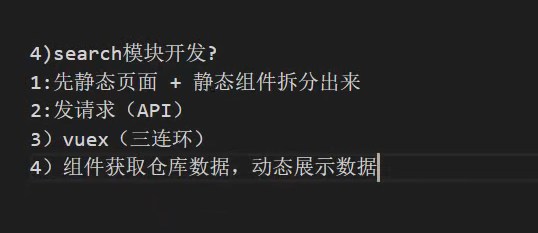 4)search模块开发?
1:先静态页面 + 静态组件拆分出来
2:发请求（API）
3）vuex（三连环）
4）组件获取仓库数据，动态展示数据